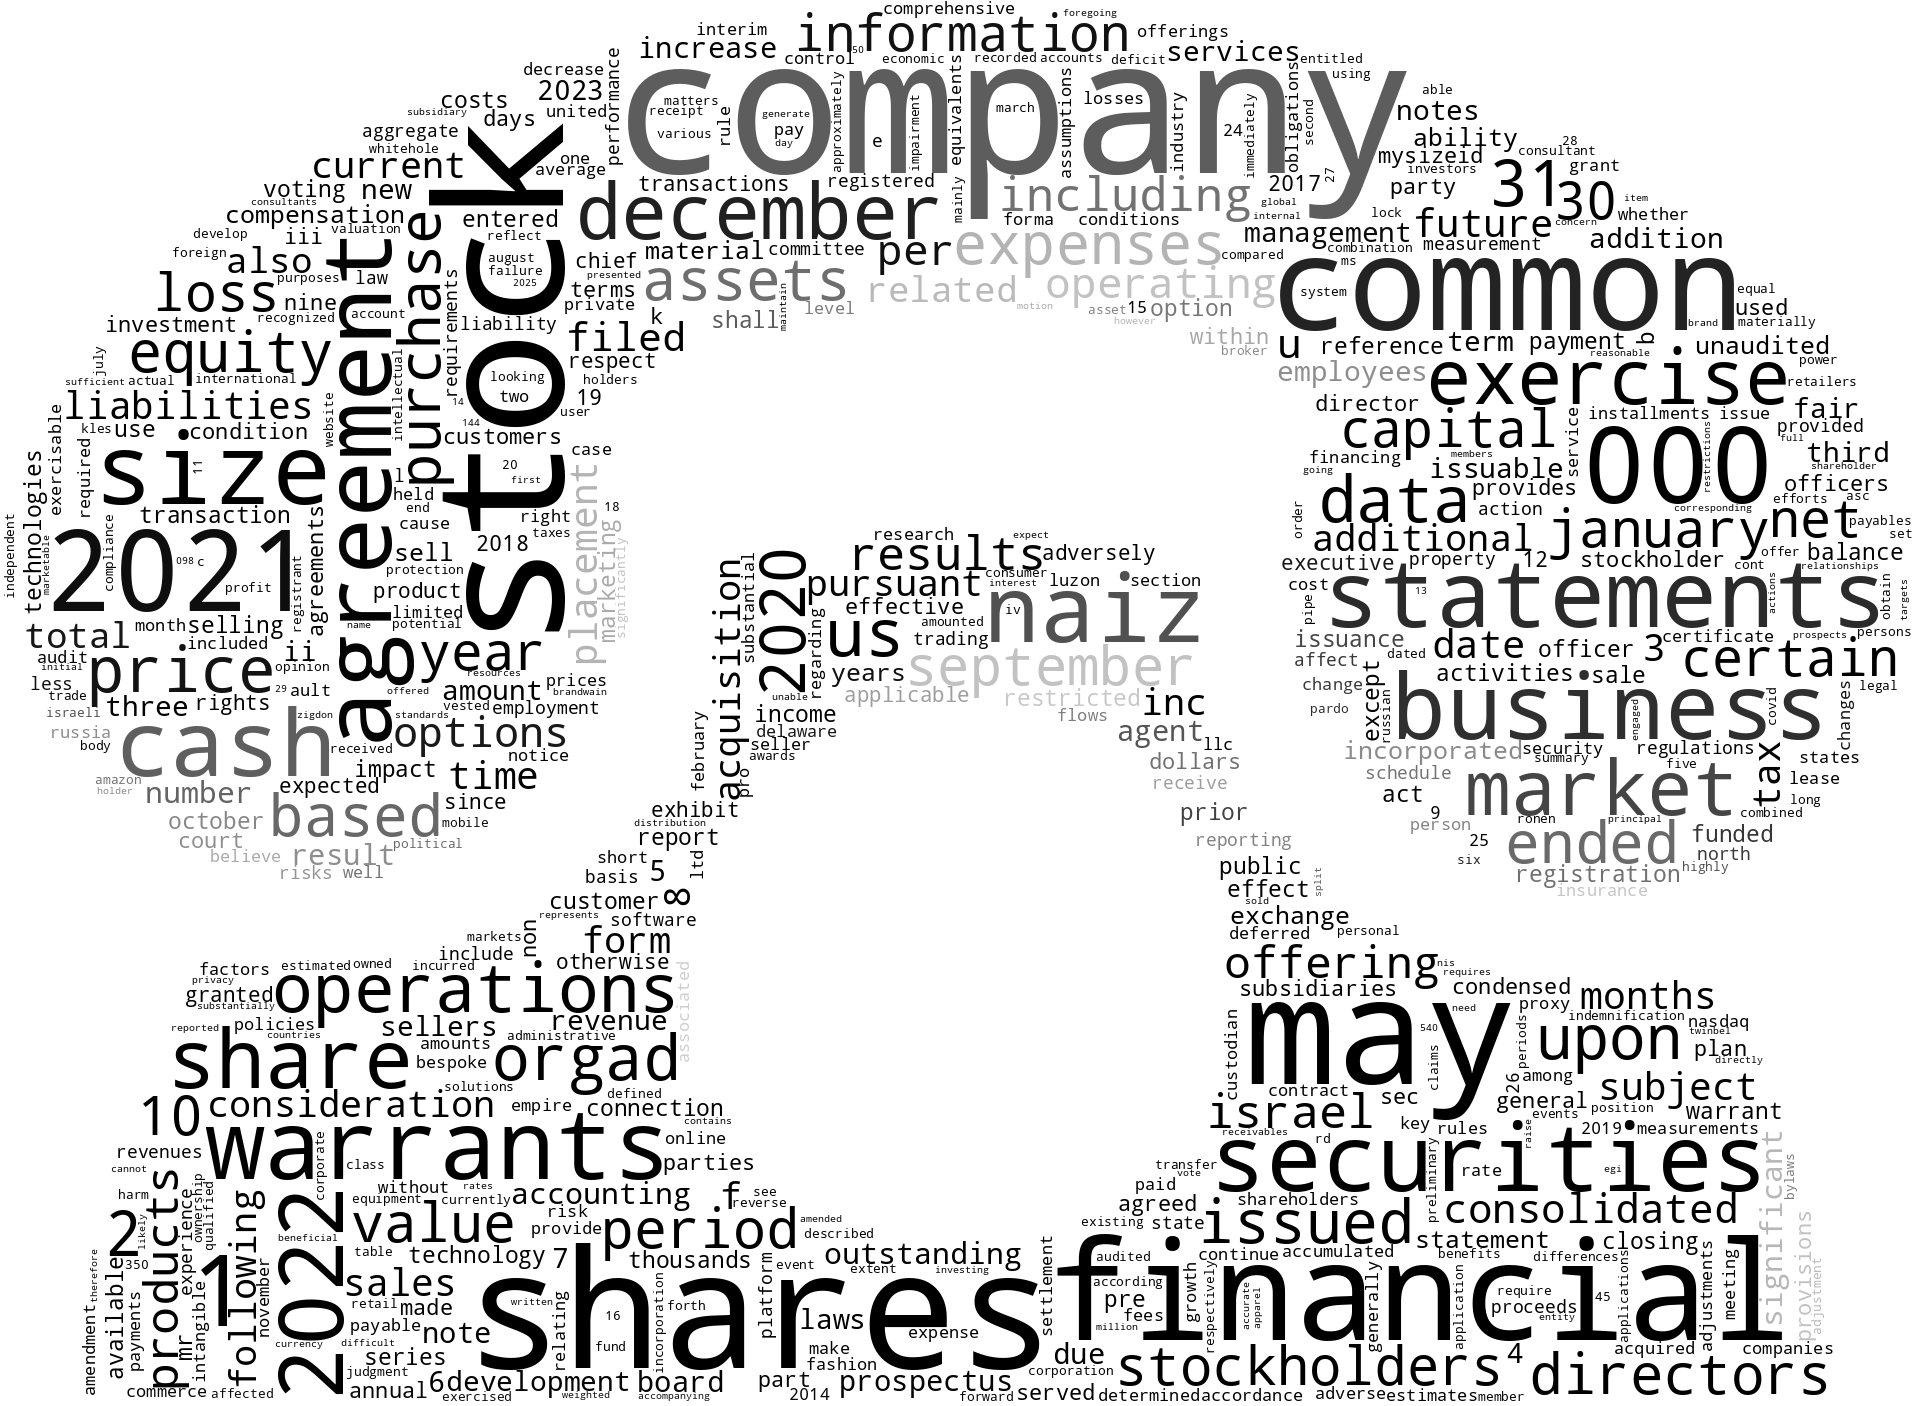 comprehensive
foregoing
interim
information
offerings
increase
50
services
control
economic
recorded
accounts
deficit
entitled
decrease
performance
company
using
2023
costs
subsidiary
days
united
matters
receipt
various
rule
generate
pay
day
approximately
e
impairment
equivalents
march
assumptions
losses
industry
24
immediately
obligations
second
able
notes
ability
28
consultant
aggregate
whitehole
current
stock
one
average
mysizeid
investors
grant
party
31
30
item
voting
new
consultants
compensation
transactions
registered
mainly
including
2017
27
global
internal
lock
future
concern
whether
develop
iii
valuation
entered
december
forma
conditions
management
combination
measurement
addition
foreign
also
purposes
law
agreement
purchase
reflect
august
failure
2025
chief
presented
terms
private
material
committee
per
expenses
compared
ms
common
equal
used
loss
nine
recognized
account
requirements
liability
k
assets
maintain
related
operating
system
shall
level
motion
asset
15
option
however
brand
materially
investment
equity
filed
respect
within
broker
u
reference
term
payment
reasonable
b
unaudited
power
july
sufficient
actual
international
intellectual
looking
two
holders
19
user
employees
exercise
retailers
liabilities
website
14
144
customers
case
director
installments
issue
fair
provided
full
exercisable
kles
use
condition
capital
service
members
financing
going
issuable
000
restrictions
third
shareholder
officers
technologies
required
size
11
l
held
end
cause
20
first
placement
18
right
taxes
data
provides
action
corresponding
efforts
asc
independent
marketable
transaction
agreements
2018
marketing
significantly
order
additional
january
net
payables
set
2021
compliance
098
c
profit
registrant
sell
protection
product
limited
name
potential
research
results
expect
adversely
executive
property
12
stockholder
cont
offer
balance
relationships
substantial
acquisition
2020
pursuant
consumer
interest
luzon
section
cost
pipe
statements
13
actions
obtain
targets
total
month
selling
included
effective
amounted
iv
naiz
us
trading
regarding
issuance
affect
dated
date
officer
3
certificate
prospects
persons
audit
initial
price
ii
opinion
year
resources
september
years
activities
sale
certain
less
trade
three
rights
29
ault
offered
amount
vested
employment
prices
brandwain
unable
applicable
restricted
change
except
legal
israeli
russia
body
zigdon
cash
received
standards
options
notice
february
income
delaware
seller
awards
flows
inc
agent
llc
pardo
russian
business
engaged
covid
changes
amazon
holder
number
expected
impact
time
pro
dollars
receive
incorporated
security
summary
regulations
five
tax
states
october
based
since
mobile
exhibit
distribution
report
prior
schedule
act
market
lease
long
combined
court
believe
result
political
reporting
9
person
ronen
principal
funded
risks
well
short
basis
5
ltd
public
25
six
ended
north
highly
customer
8
effect
split
registration
insurance
represents
software
sold
exchange
deferred
personal
markets
non
form
include
otherwise
offering
nis
requires
factors
privacy
estimated
owned
incurred
granted
substantially
operations
associated
subsidiaries
condensed
proxy
months
reported
policies
countries
sellers
revenue
administrative
custodian
may
need
540
indemnification
nasdaq
twinbel
share
amounts
bespoke
orgad
claims
periods
upon
plan
directly
solutions
defined
contract
sec
26
among
subject
10
consideration
empire
connection
contains
israel
receivables
rd
key
rules
general
events
position
warrant
revenues
cannot
warrants
online
parties
raise
2019
measurements
products
corporate
class
transfer
vote
paid
securities
preliminary
rate
egi
significant
bylaws
harm
likely
experience
ownership
qualified
following
without
equipment
currently
rates
accounting
f
see
reverse
agreed
shareholders
consolidated
2
2022
beneficial
value
risk
provide
period
amended
described
existing
state
issued
statement
closing
provisions
adjustment
therefore
350
1
table
technology
7
thousands
outstanding
settlement
audited
continue
accumulated
benefits
differences
available
payments
november
sales
incorporation
platform
event
extent
investing
financial
according
growth
respectively
accurate
apparel
generally
application
require
proceeds
entity
45
applications
adjustments
meeting
amendment
mr
intangible
retail
made
written
relating
16
forth
laws
shares
pre
fees
million
currency
difficult
payable
note
fund
make
fashion
expense
due
corporation
acquired
companies
series
judgment
commerce
affected
annual
6
development
exercised
weighted
board
accompanying
part
2014
prospectus
forward
served
stockholders
4
directors
determined
accordance
adverse
estimates
member